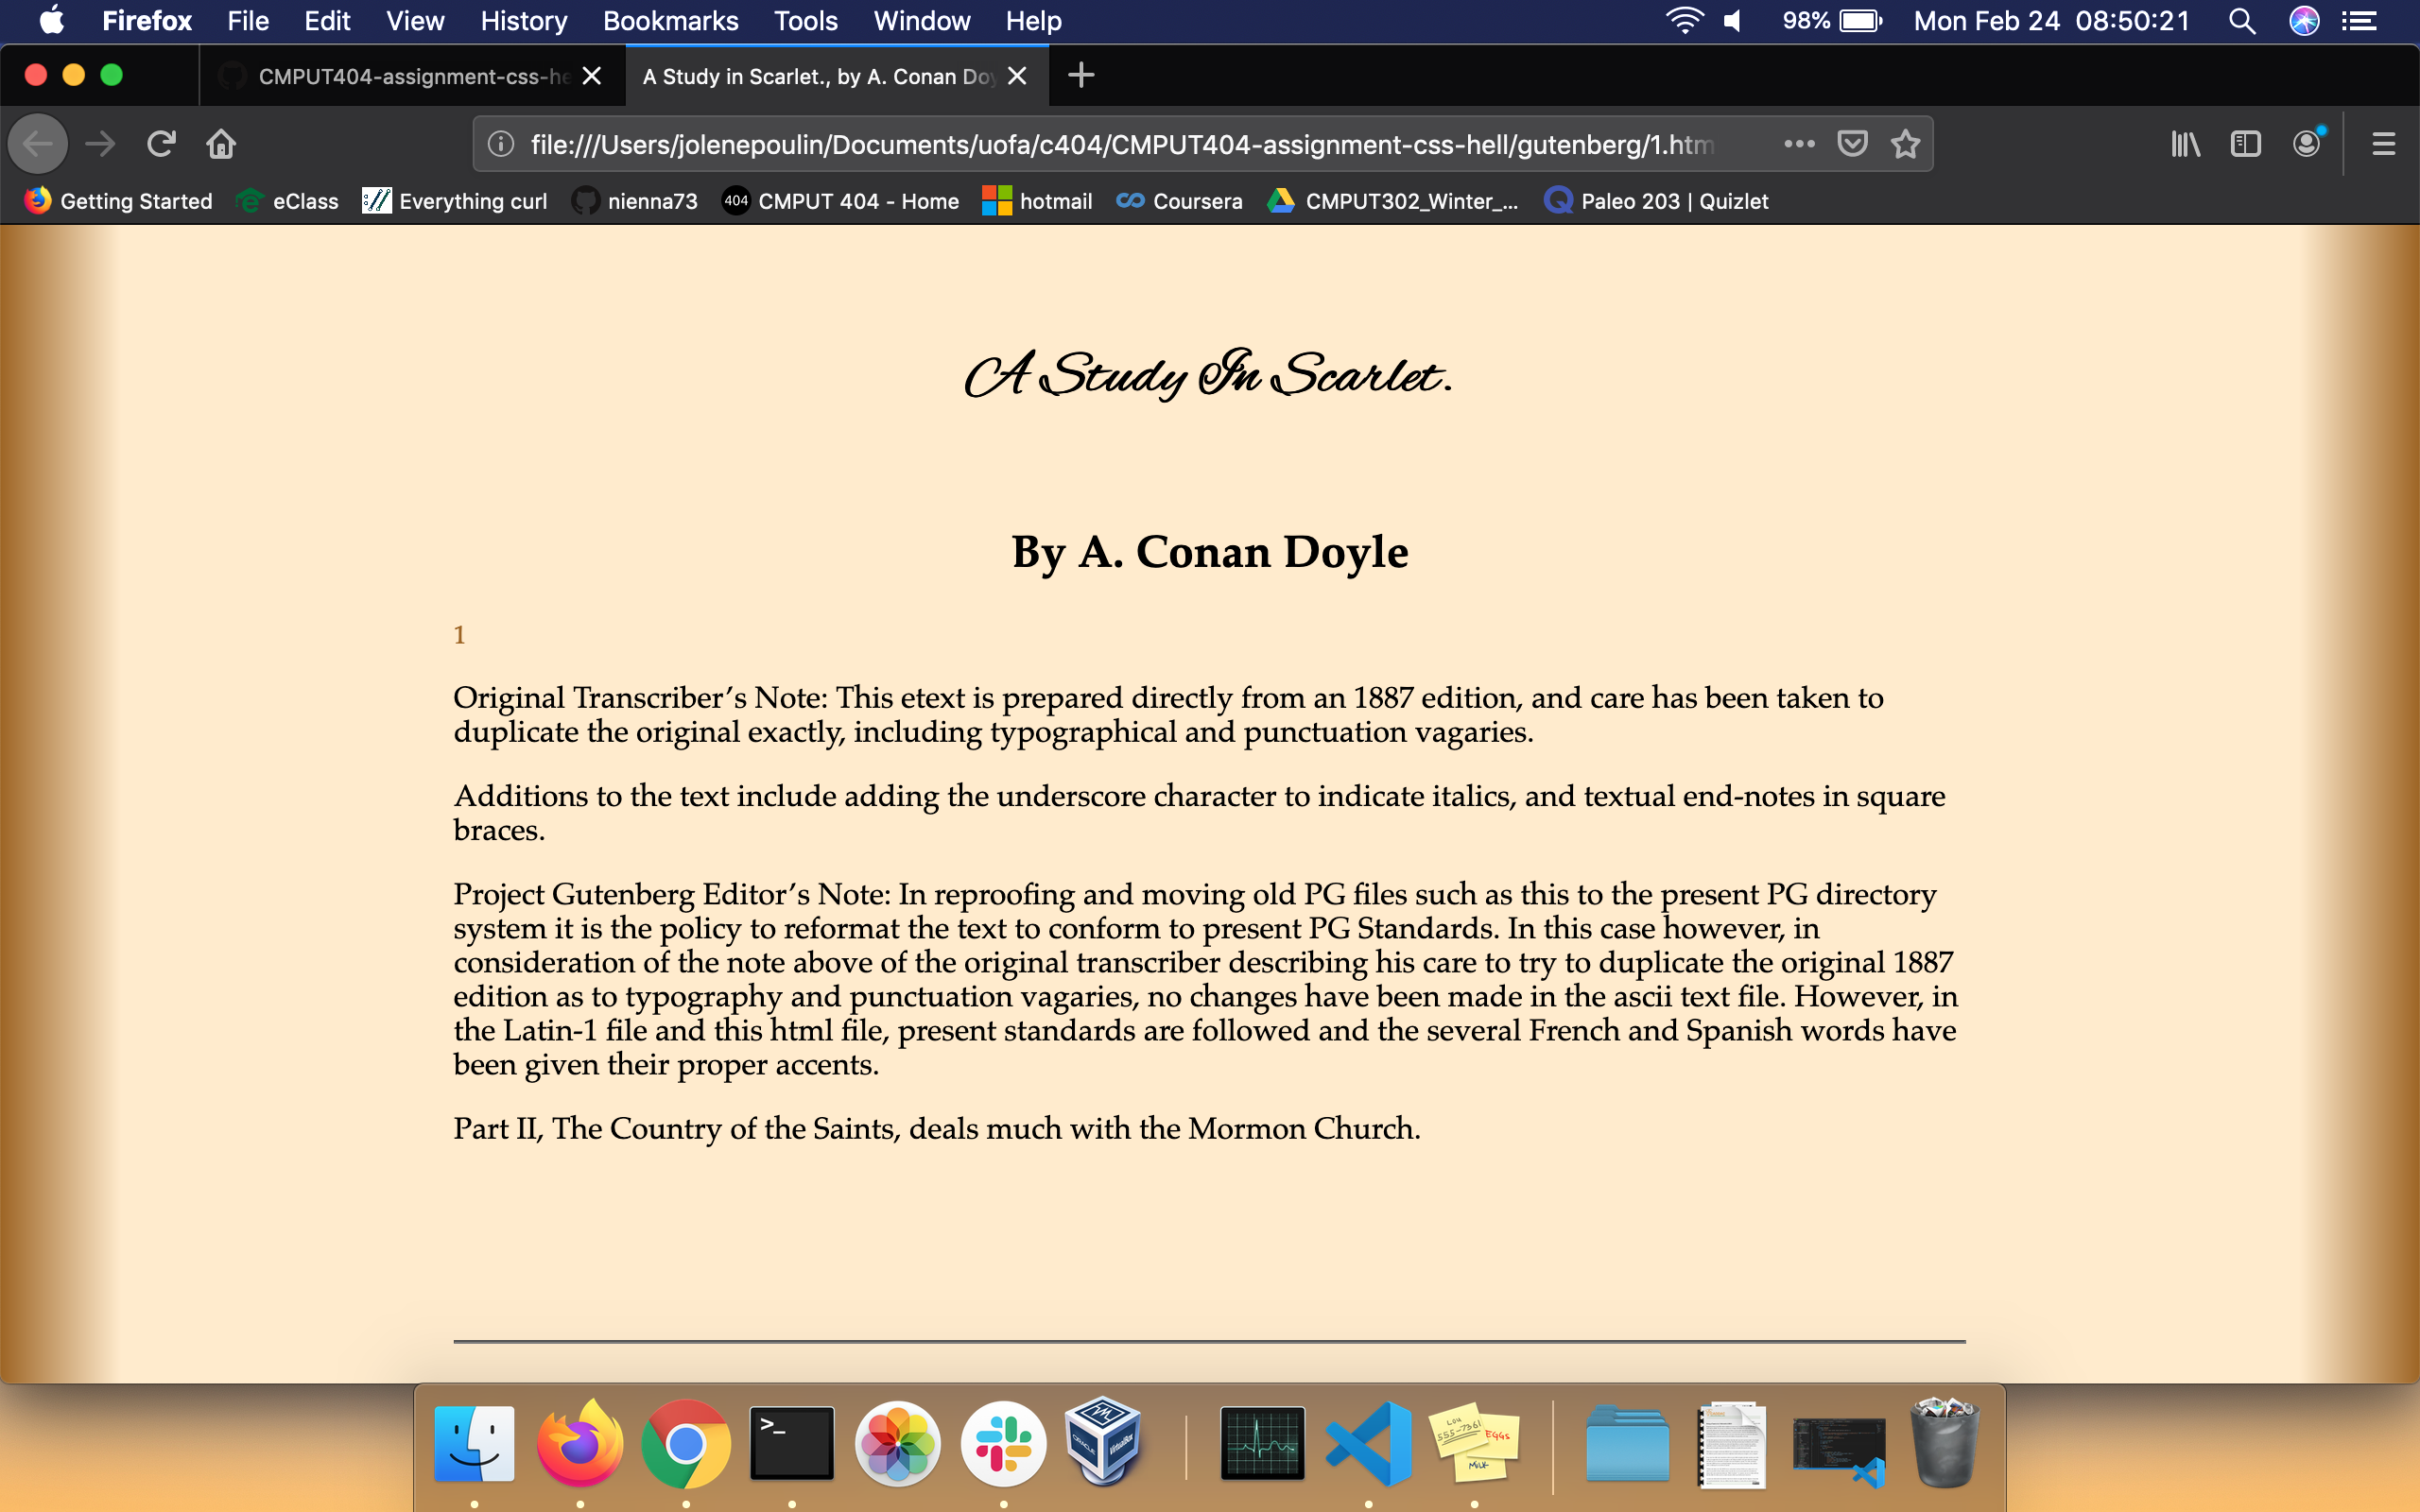 Firefox File Edit View History Bookmarks Tools Window Help 98% Mon Feb 24 08:50:21
CMPUT404-assignment-css-he A Study in Scarlet., by A. Conan Doy
file:///Users/jolenepoulin/Documents/uofa/c404/CMPUT404-assignment-css-hell/gutenberg/1.htm
Getting Started eClass Everything curl nienna73 404 CMPUT 404 - Home hotmail Coursera CMPUT302_Winter_... Paleo 203 | Quizlet
A Study In Scarlet.
By A. Conan Doyle
1
Original Transcriber’s Note: This etext is prepared directly from an 1887 edition, and care has been taken to
duplicate the original exactly, including typographical and punctuation vagaries.
Additions to the text include adding the underscore character to indicate italics, and textual end-notes in square
braces.
Project Gutenberg Editor’s Note: In reproofing and moving old PG files such as this to the present PG directory
system it is the policy to reformat the text to conform to present PG Standards. In this case however, in
consideration of the note above of the original transcriber describing his care to try to duplicate the original 1887
edition as to typography and punctuation vagaries, no changes have been made in the ascii text file. However, in
the Latin-1 file and this html file, present standards are followed and the several French and Spanish words have
been given their proper accents.
Part II, The Country of the Saints, deals much with the Mormon Church.
>_
ORACLE VirtualBox
LOU
555-7361
EGGS
MILK